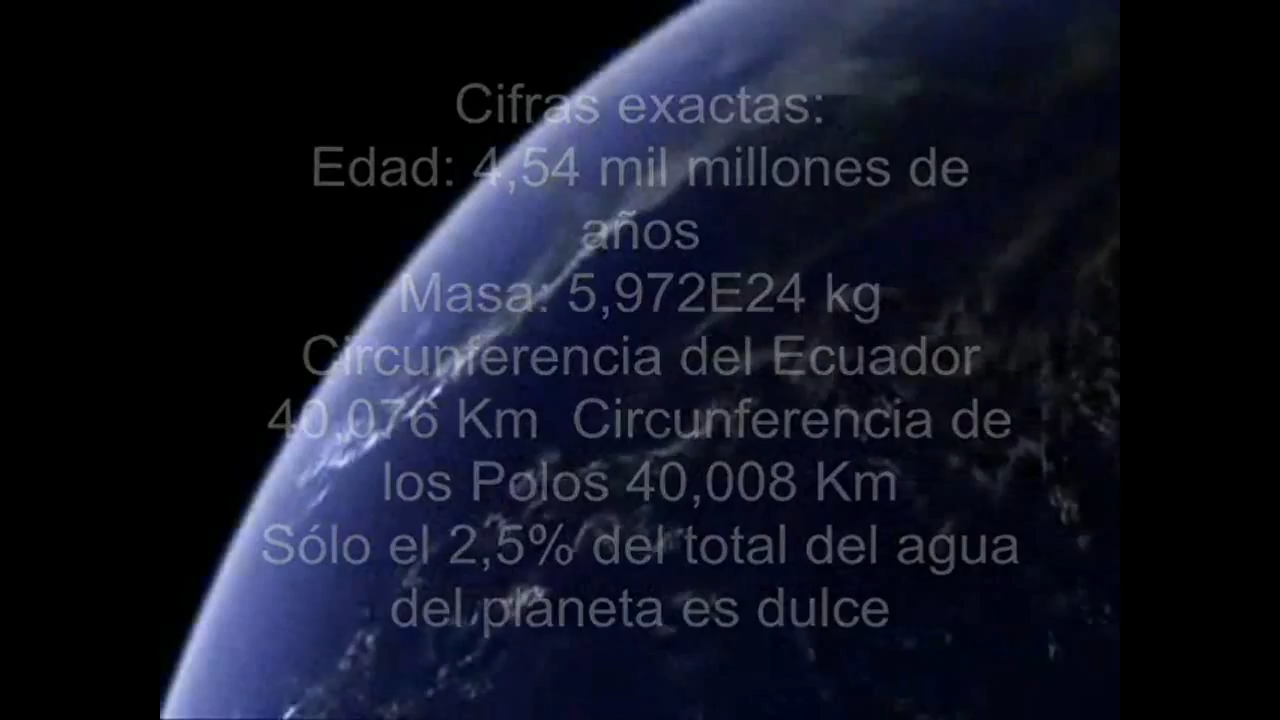 Cifras exactas:
Edad: 4,54 mil millones de
años
Masa: 5,972E24 kg
Circunferencia del Ecuador
40,076 Km  Circunferencia de
los Polos 40,008 Km
Sólo el 2,5% del total del agua
del planeta es dulce